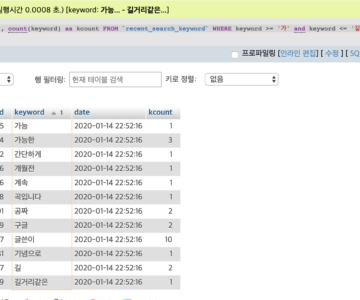 실행시간 0.0008 초.) [keyword: 가능... - 길거리같은...]
, count(keyword) as kcount FROM `recent_search_keyword` WHERE keyword >= '가' and keyword <= '
프로파일링 [인라인 편집] [ 수정 ] [ SQ
행 필터링: 현재 테이블 검색 키로 정렬: 없음
d keyword 1 date kcount
5 가능 2020-01-14 22:52:16 1
4 가능한 2020-01-14 22:52:16 3
2 간단하게 2020-01-14 22:52:16 1
6 개월전 2020-01-14 22:52:16 1
6 계속 2020-01-14 22:52:16 1
8 곡입니다 2020-01-14 22:52:16 1
01 공짜 2020-01-14 22:52:16 2
9 구글 2020-01-14 22:52:16 2
7 글쓴이 2020-01-14 22:52:16 10
31 기념으로 2020-01-14 22:52:16 1
7 길 2020-01-14 22:52:16 2
9 길거리같은 2020-01-14 22:52:16 1